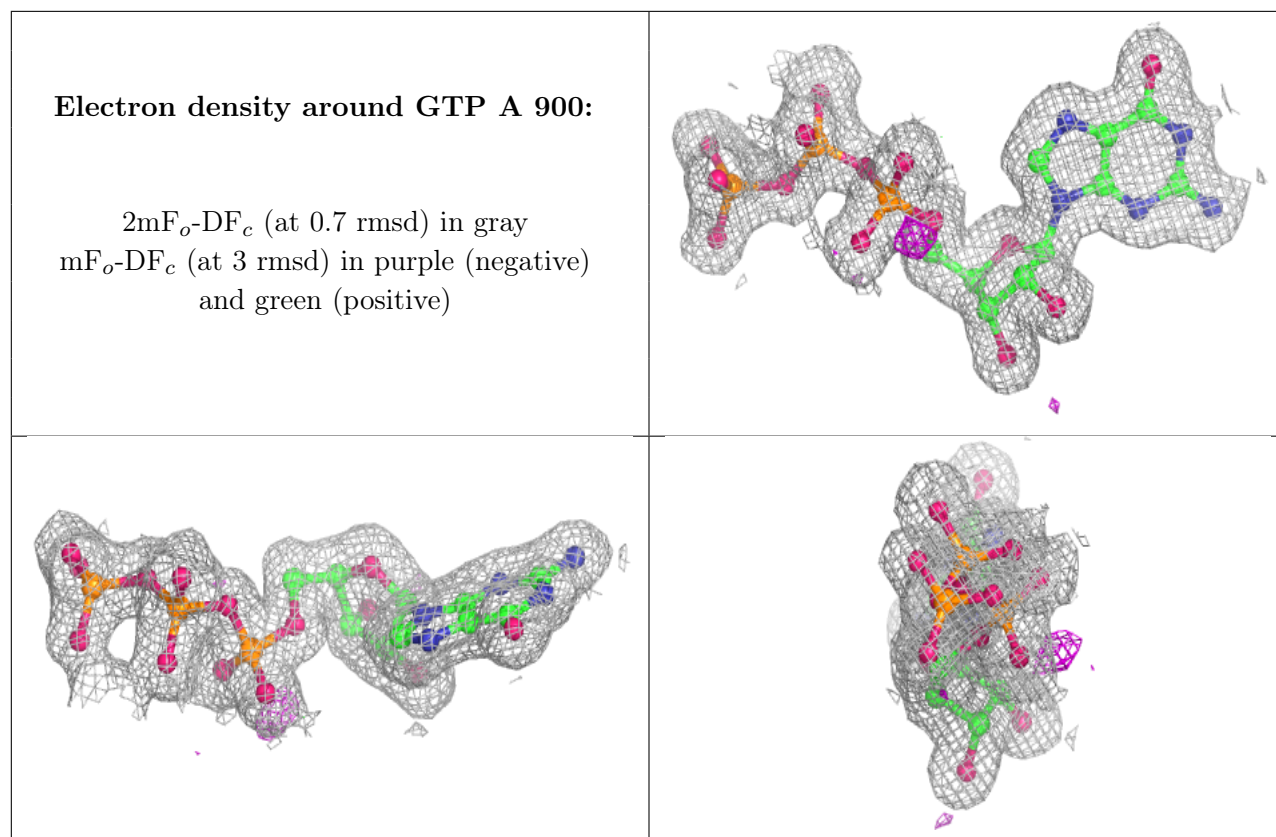 Electron density around GTP A 900:
2mFₒ-DF𝒸 (at 0.7 rmsd) in gray
mFₒ-DF𝒸 (at 3 rmsd) in purple (negative)
and green (positive)